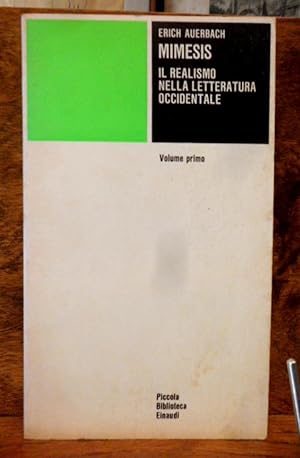 ERICH AUERBACH
MIMESIS
IL REALISMO
NELLA LETTERATURA
OCCIDENTALE
Volume primo
Piccola
Biblioteca
Einaudi